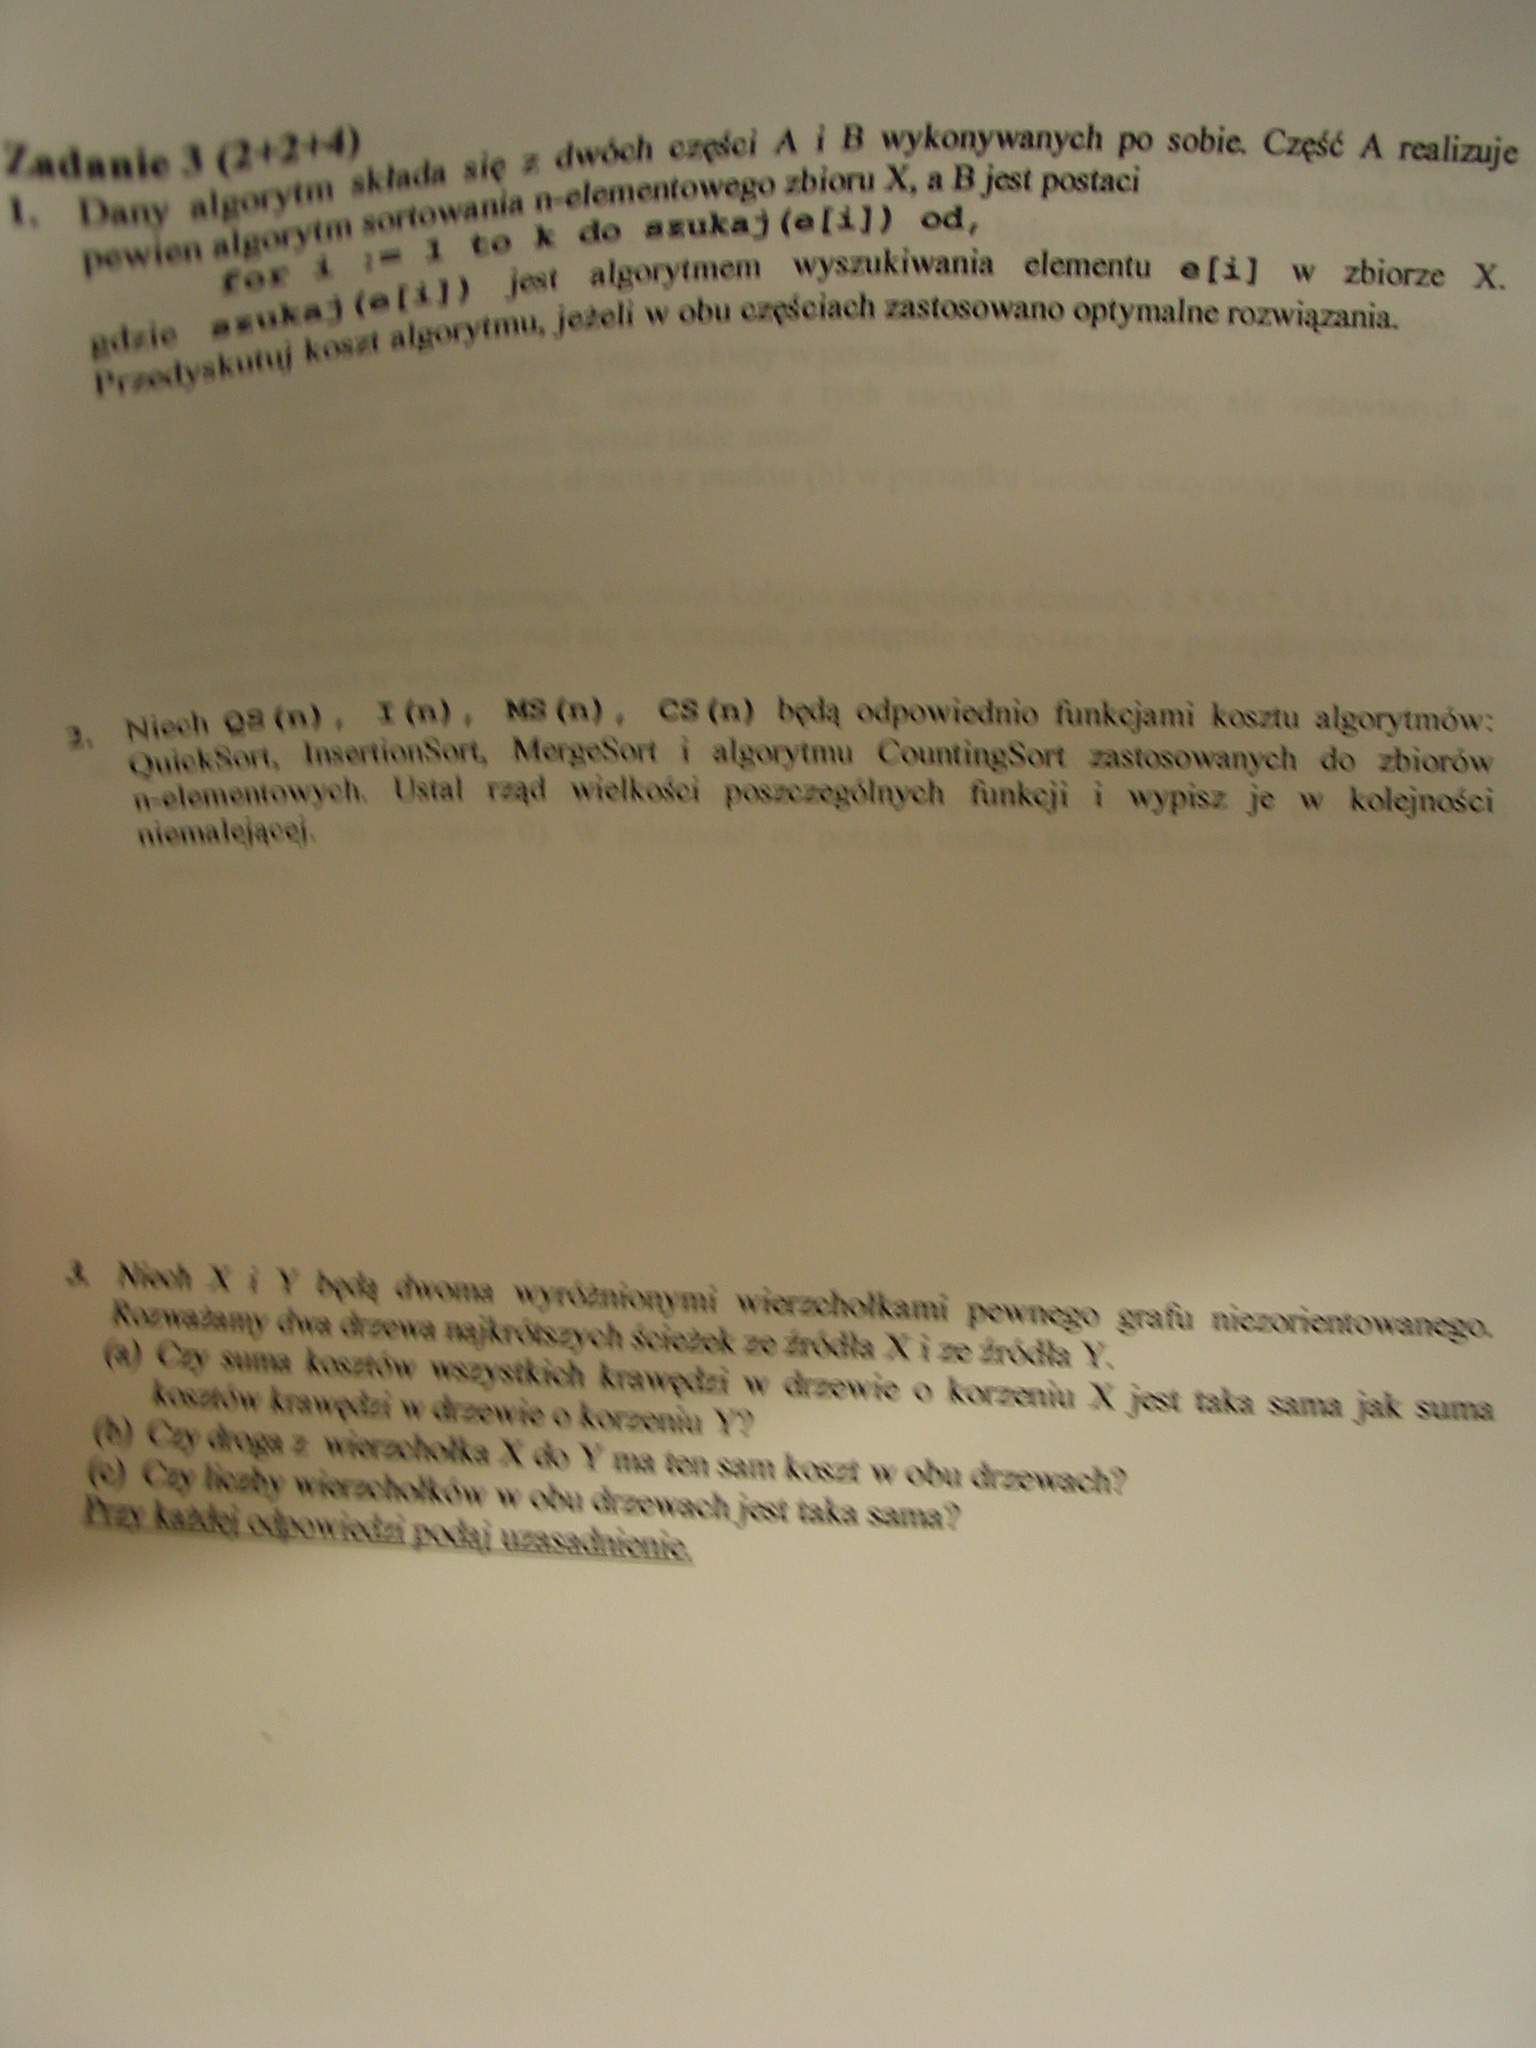 Zadanie 3 (2+2+4)
1. Dany algorytm składa się z dwóch części A i B wykonywanych po sobie. Część A realizuje
pewien algorytm sortowania n-elementowego zbioru X, a B jest postaci
for i := 1 to k do szukaj(e[i]) od,
gdzie szukaj(e[i]) jest algorytmem wyszukiwania elementu e[i] w zbiorze X.
Przedyskutuj koszt algorytmu, jeżeli w obu częściach zastosowano optymalne rozwiązania.
2. Niech QS(n), I(n), MS(n), CS(n) będą odpowiednio funkcjami kosztu algorytmów:
QuickSort, InsertionSort, MergeSort i algorytmu CountingSort zastosowanych do zbiorów
n-elementowych. Ustal rząd wielkości poszczególnych funkcji i wypisz je w kolejności
niemalejącej.
3. Niech X i Y będą dwoma wyróżnionymi wierzchołkami pewnego grafu niezorientowanego.
Rozważamy dwa drzewa najkrótszych ścieżek ze źródła X i ze źródła Y.
(a) Czy suma kosztów wszystkich krawędzi w drzewie o korzeniu X jest taka sama jak suma
kosztów krawędzi w drzewie o korzeniu Y?
(b) Czy droga z wierzchołka X do Y ma ten sam koszt w obu drzewach?
(c) Czy liczby wierzchołków w obu drzewach jest taka sama?
Przy każdej odpowiedzi podaj uzasadnienie.